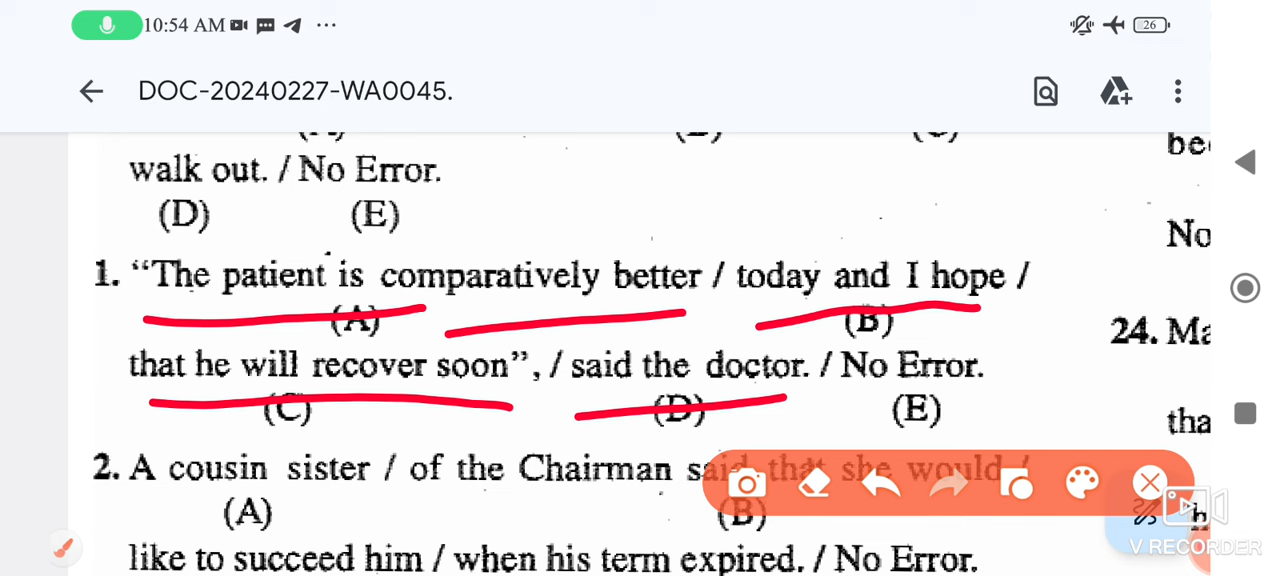 10:54 AM
26
DOC-20240227-WA0045.
be
walk out. / No Error.
(D) (E)
No
1. “The patient is comparatively better / today and I hope /
(A) (B)
24. Ma
that he will recover soon”, / said the doctor. / No Error.
(C) (D) (E)
tha
2. A cousin sister / of the Chairman said that she would /
(A) (B)
h
like to succeed him / when his term expired. / No Error.
V RECORDER